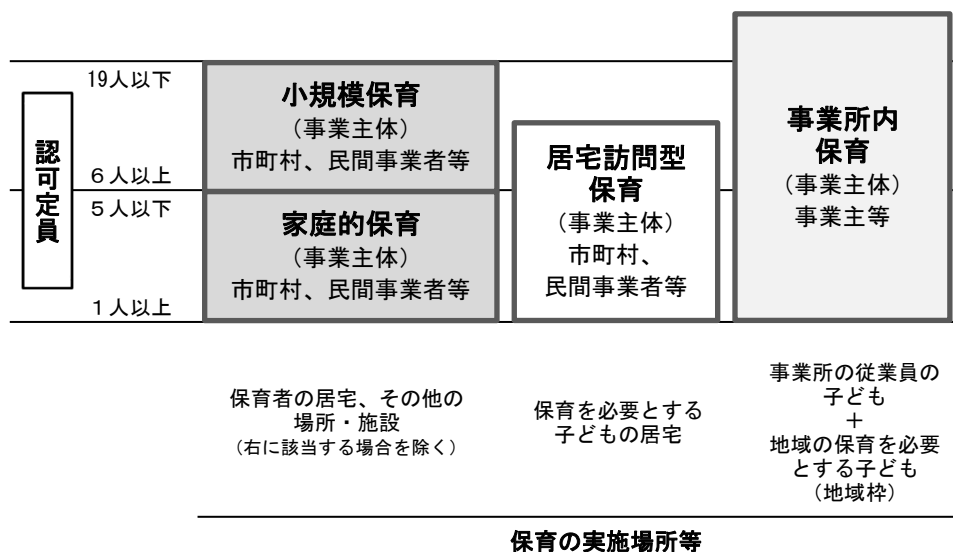 認可定員
19人以下
６人以上
５人以下
１人以上
小規模保育
（事業主体）
市町村、民間事業者等
家庭的保育
（事業主体）
市町村、民間事業者等
居宅訪問型
保育
（事業主体）
市町村、
民間事業者等
事業所内
保育
（事業主体）
事業主等
保育者の居宅、その他の
場所・施設
（右に該当する場合を除く）
保育を必要とする
子どもの居宅
事業所の従業員の
子ども
＋
地域の保育を必要
とする子ども
（地域枠）
保育の実施場所等